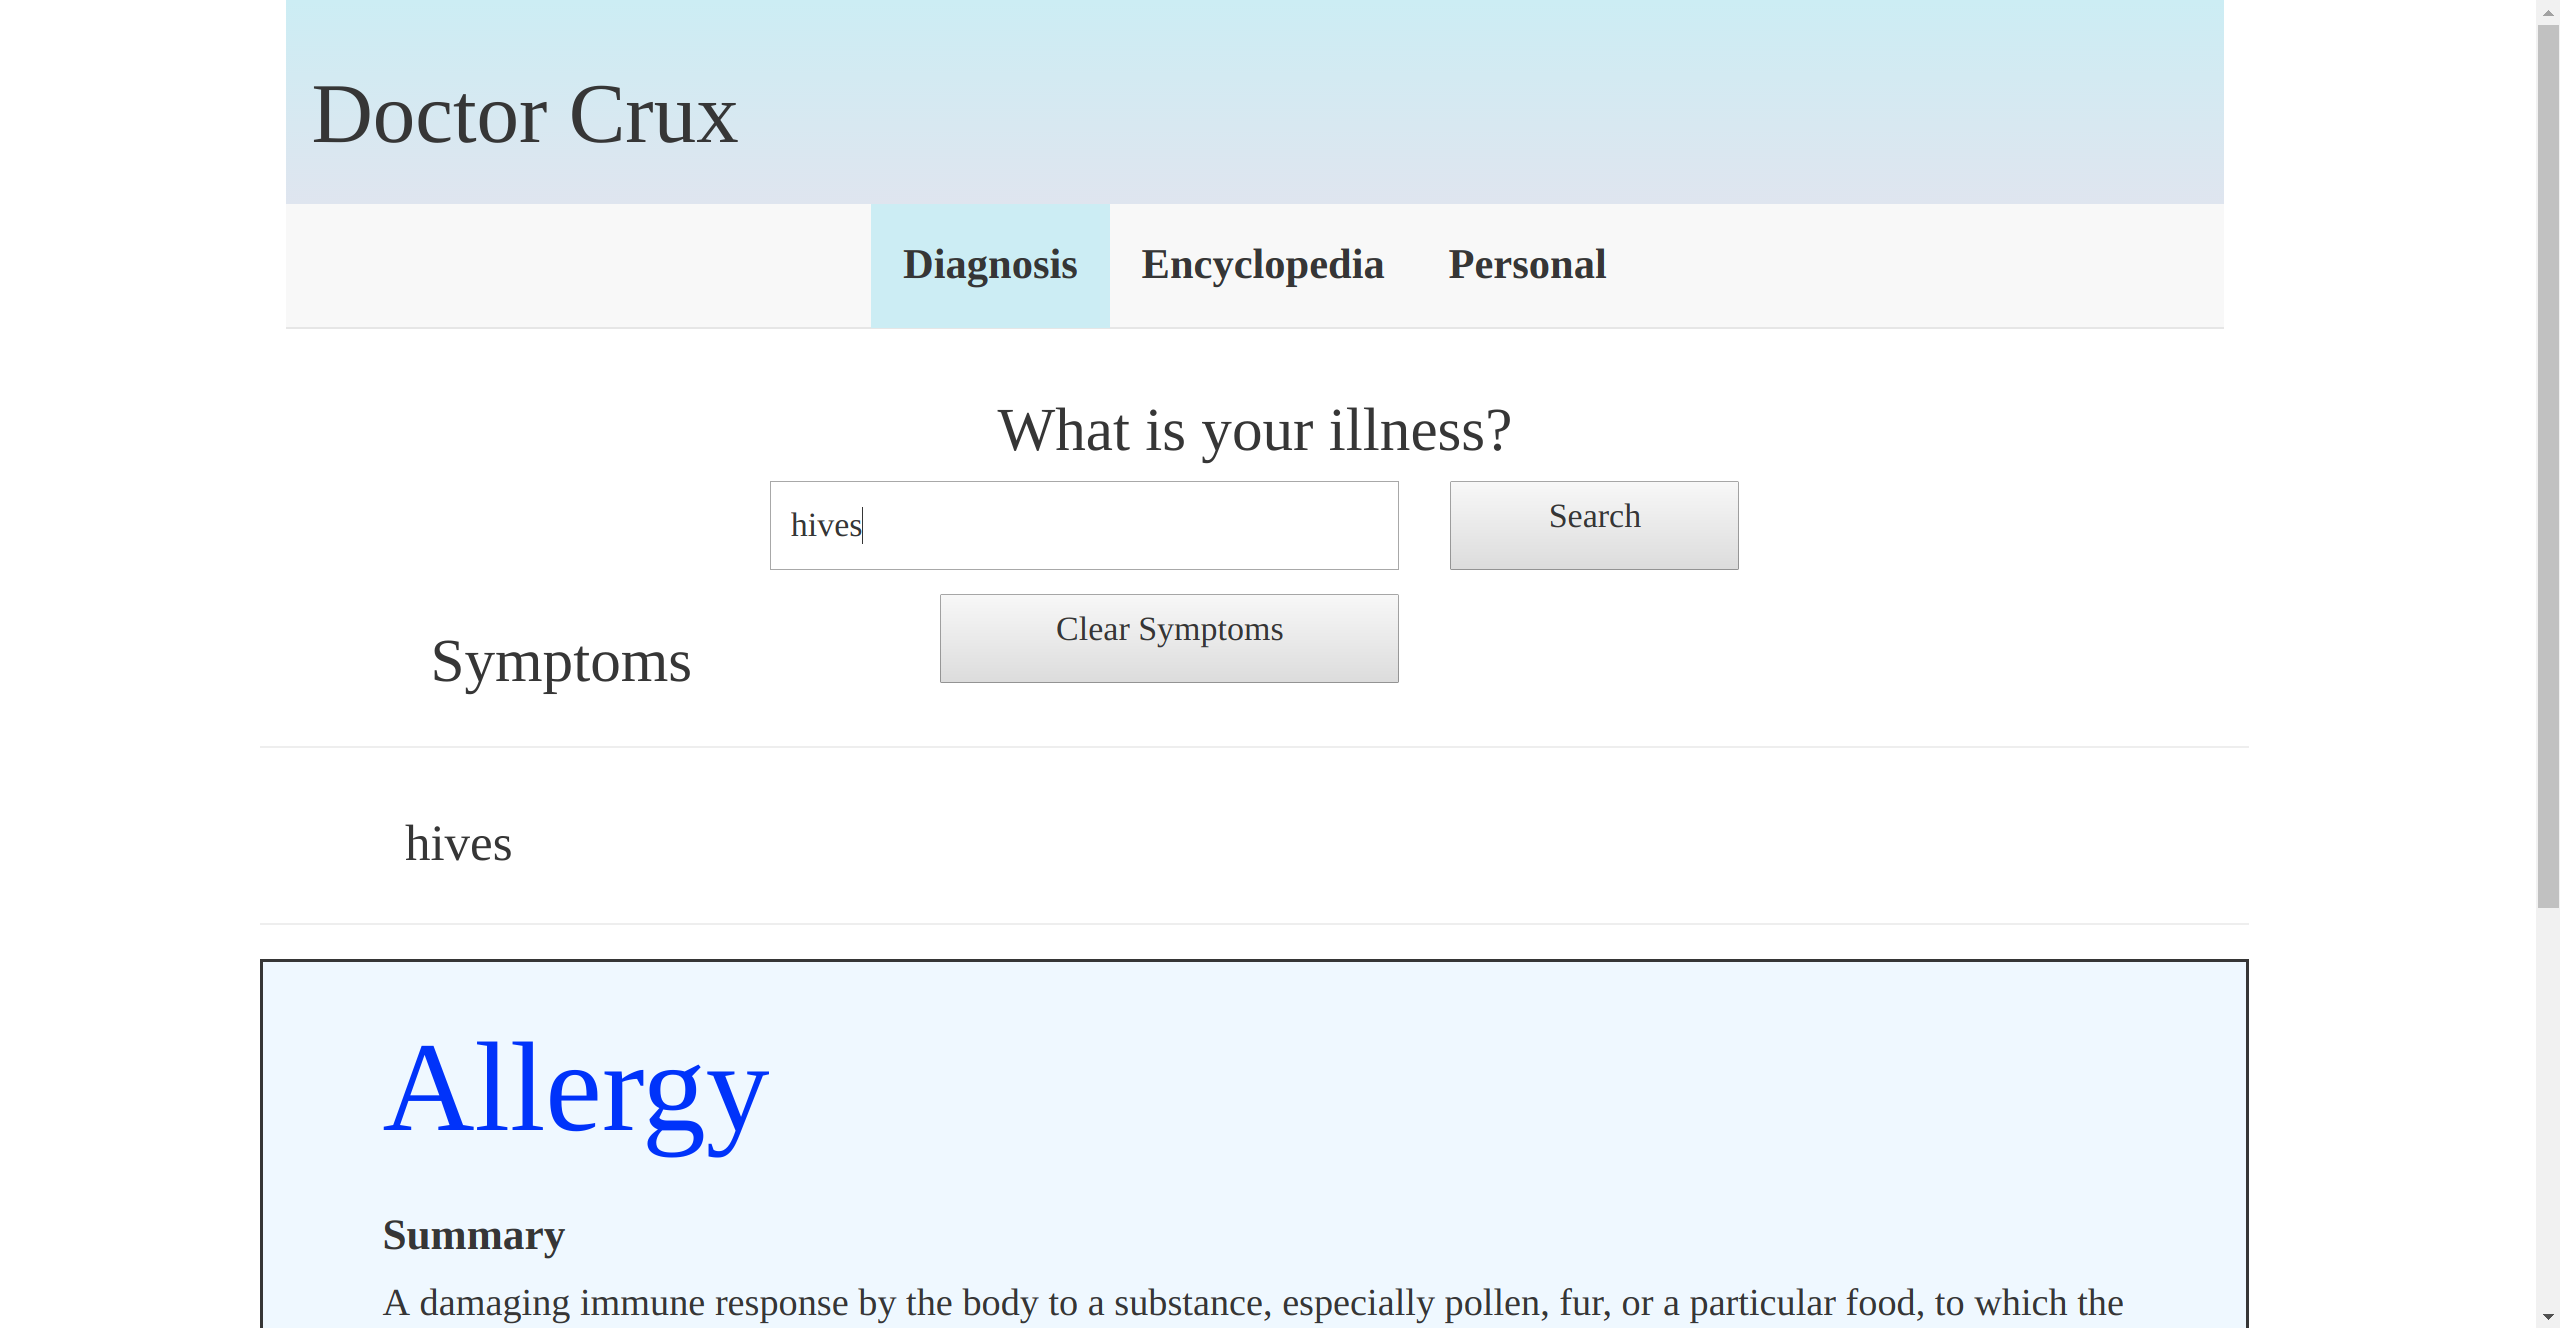 Doctor Crux
Diagnosis Encyclopedia Personal
What is your illness?
hives Search
Clear Symptoms
Symptoms
hives
Allergy
Summary
A damaging immune response by the body to a substance, especially pollen, fur, or a particular food, to which the